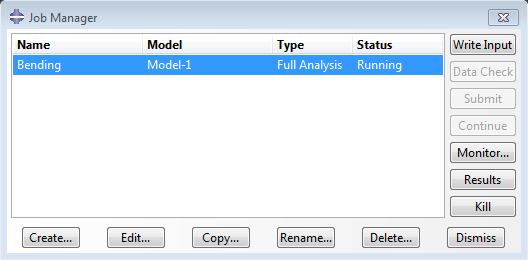 Job Manager
Name Model Type Status
Bending Model-1 Full Analysis Running
Write Input
Data Check
Submit
Continue
Monitor...
Results
Kill
Create... Edit... Copy... Rename... Delete... Dismiss